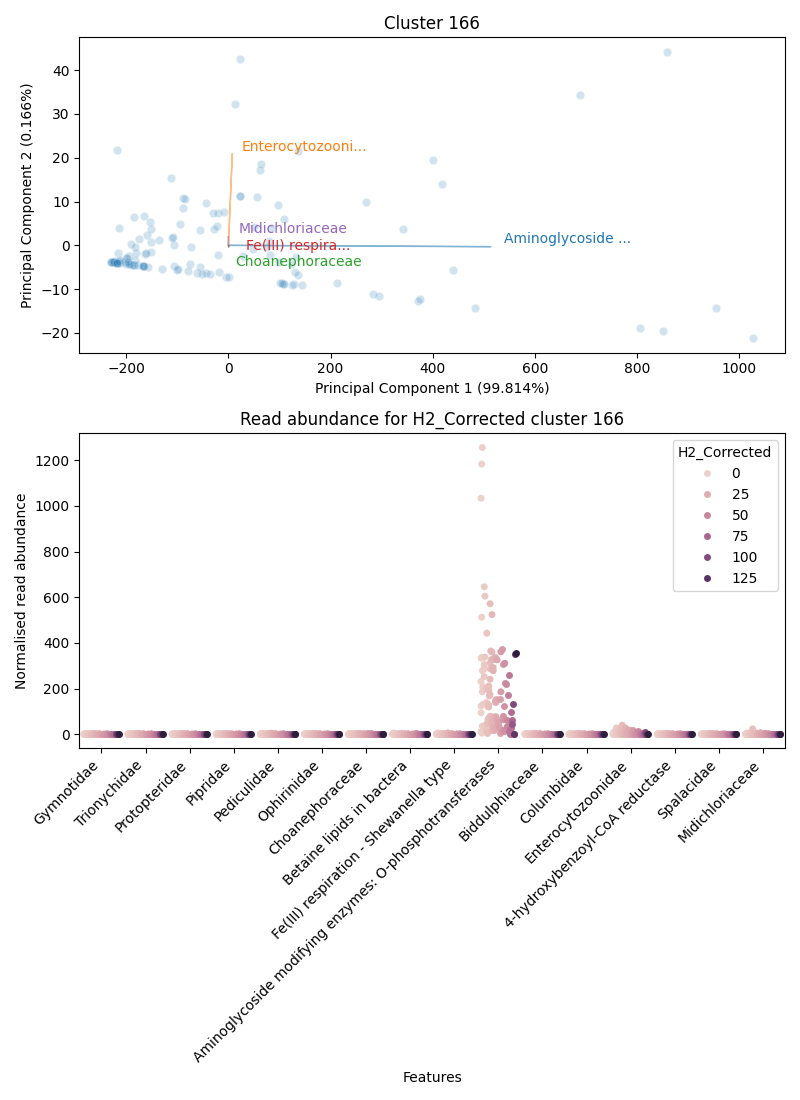 Cluster 166
Principal Component 2 (0.166%)
40
30
20
10
0
−10
−20
Enterocytozooni...
Midichloriaceae
Fe(III) respira...
Choanephoraceae
Aminoglycoside ...
−200
0
200
400
600
800
1000
Principal Component 1 (99.814%)
Read abundance for H2_Corrected cluster 166
Normalised read abundance
1200
1000
800
600
400
200
0
H2_Corrected
0
25
50
75
100
125
Gymnotidae
Trionychidae
Protopteridae
Pipridae
Pediculidae
Ophirinidae
Choanephoraceae
Betaine lipids in bacteria
Fe(III) respiration - Shewanella type
Aminoglycoside modifying enzymes: O-phosphotransferases
Biddulphiaceae
Columbidae
Enterocytozoonidae
4-hydroxybenzoyl-CoA reductase
Spalacidae
Midichloriaceae
Features